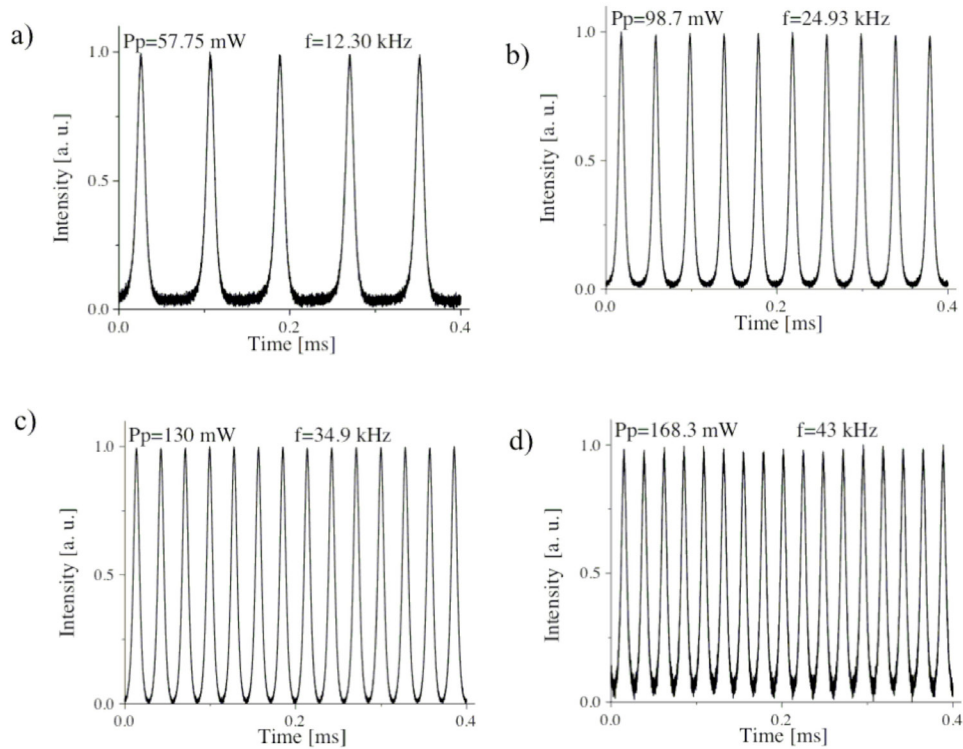 a)
Pp=57.75 mW f=12.30 kHz
1.0
0.5
0.0
Intensity [a. u.]
0.0 0.2 0.4
Time [ms]
b)
Pp=98.7 mW f=24.93 kHz
1.0
0.5
0.0
Intensity [a. u.]
0.0 0.2 0.4
Time [ms]
c)
Pp=130 mW f=34.9 kHz
1.0
0.5
0.0
Intensity [a. u.]
0.0 0.2 0.4
Time [ms]
d)
Pp=168.3 mW f=43 kHz
1.0
0.5
0.0
Intensity [a. u.]
0.0 0.2 0.4
Time [ms]